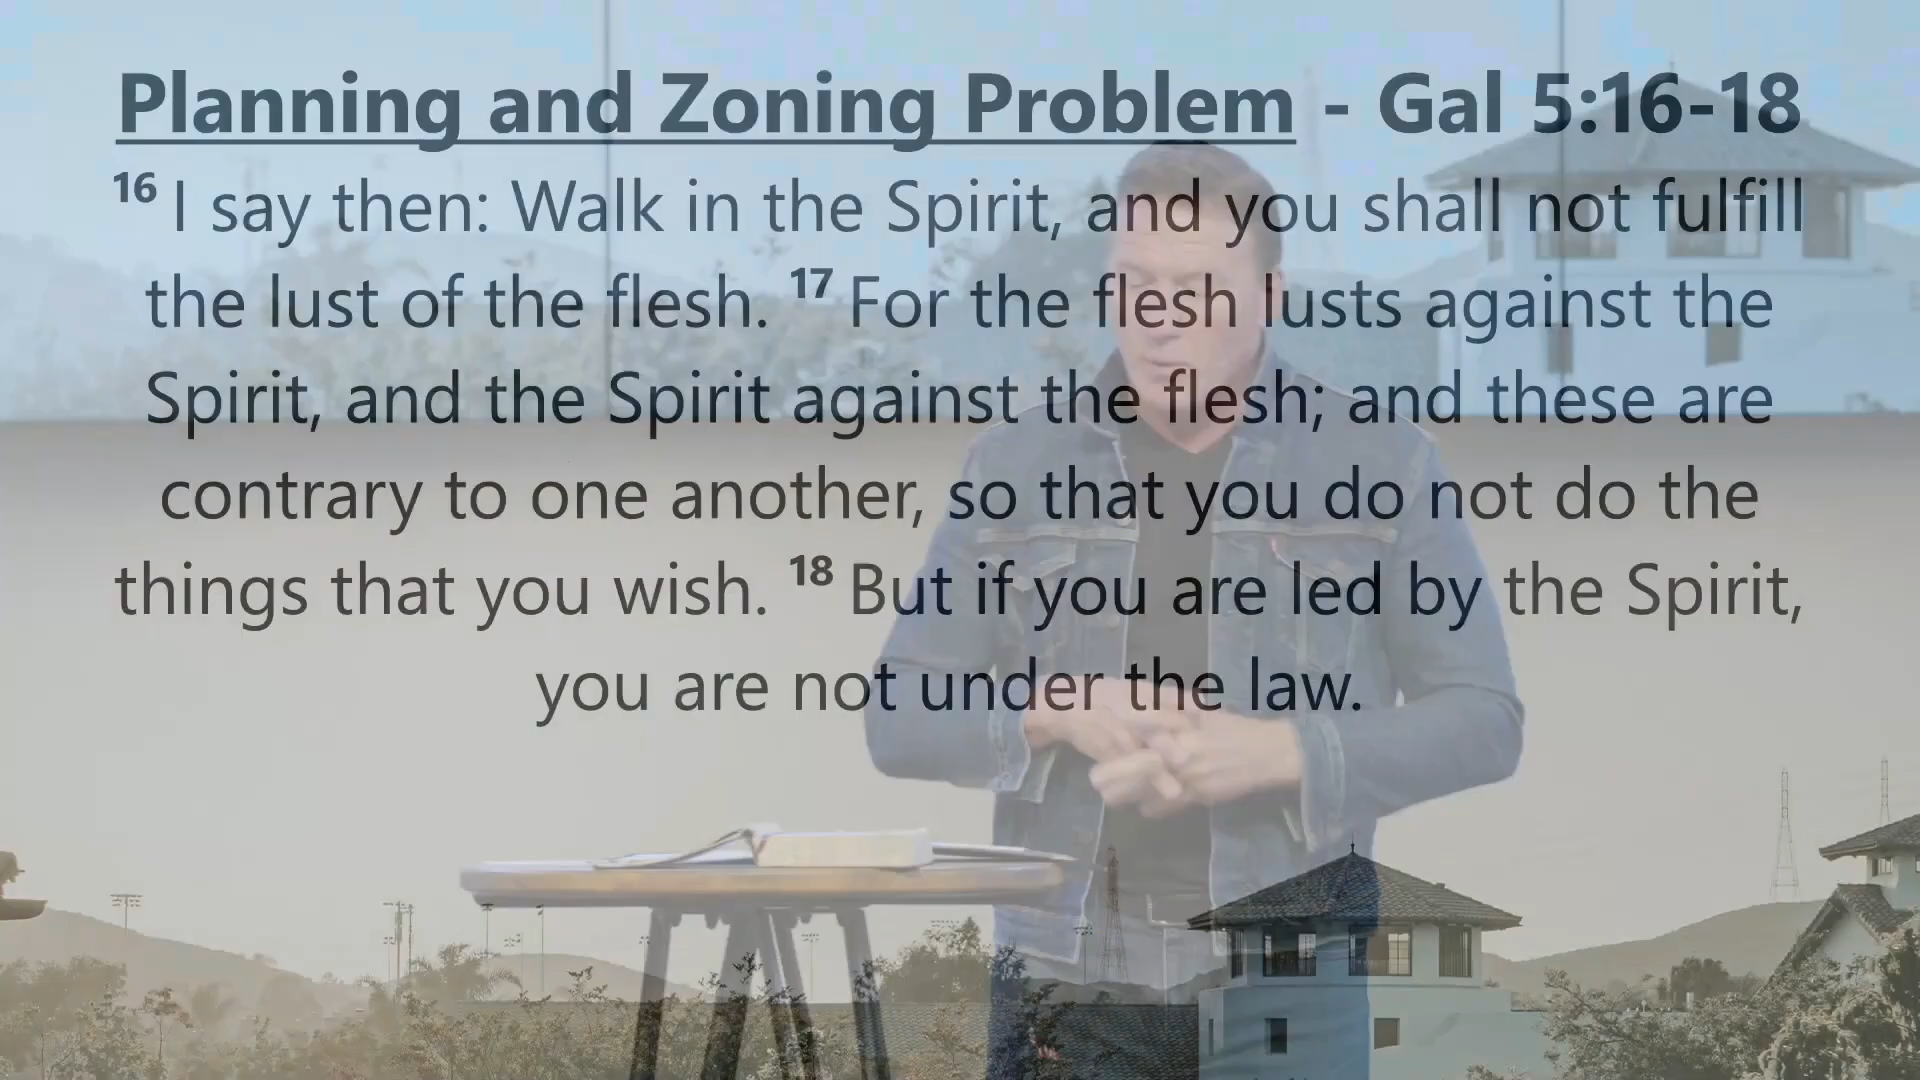 Planning and Zoning Problem - Gal 5:16-18
16 I say then: Walk in the Spirit, and you shall not fulfill
the lust of the flesh. 17 For the flesh lusts against the
Spirit, and the Spirit against the flesh; and these are
contrary to one another, so that you do not do the
things that you wish. 18 But if you are led by the Spirit,
you are not under the law.